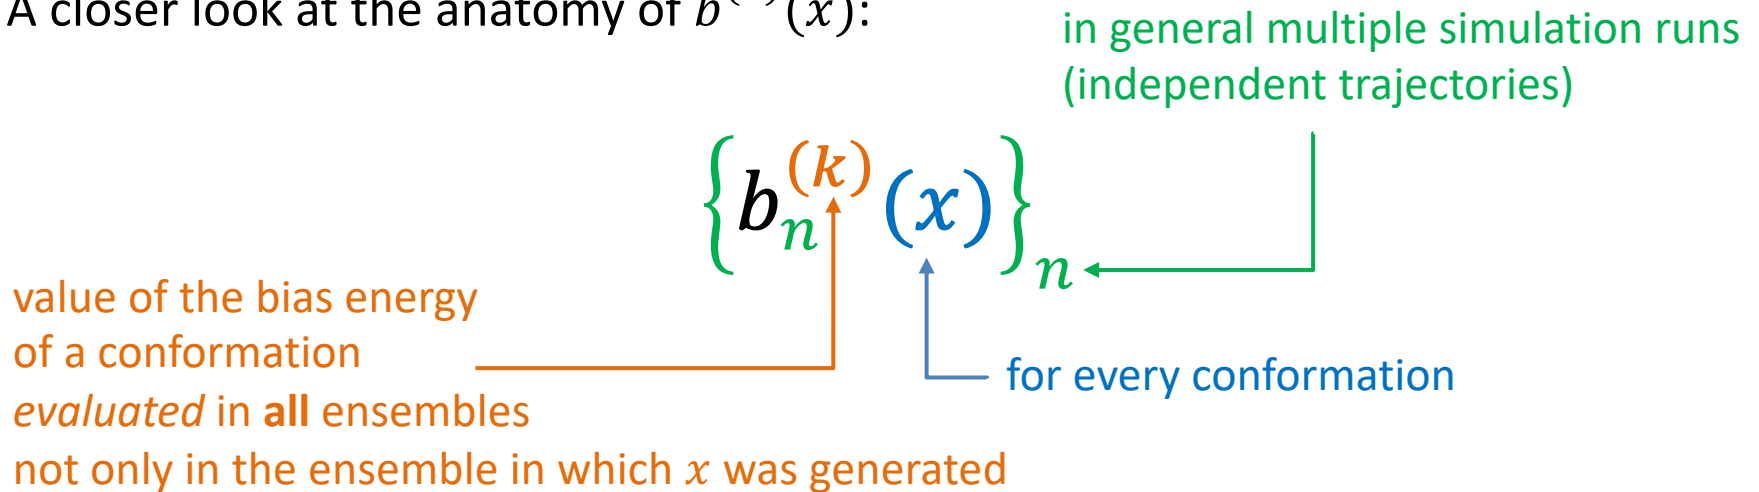 A closer look at the anatomy of b( )(x):
in general multiple simulation runs
(independent trajectories)
{b_n^(k)(x)}_n
value of the bias energy
of a conformation
evaluated in all ensembles
not only in the ensemble in which x was generated
for every conformation